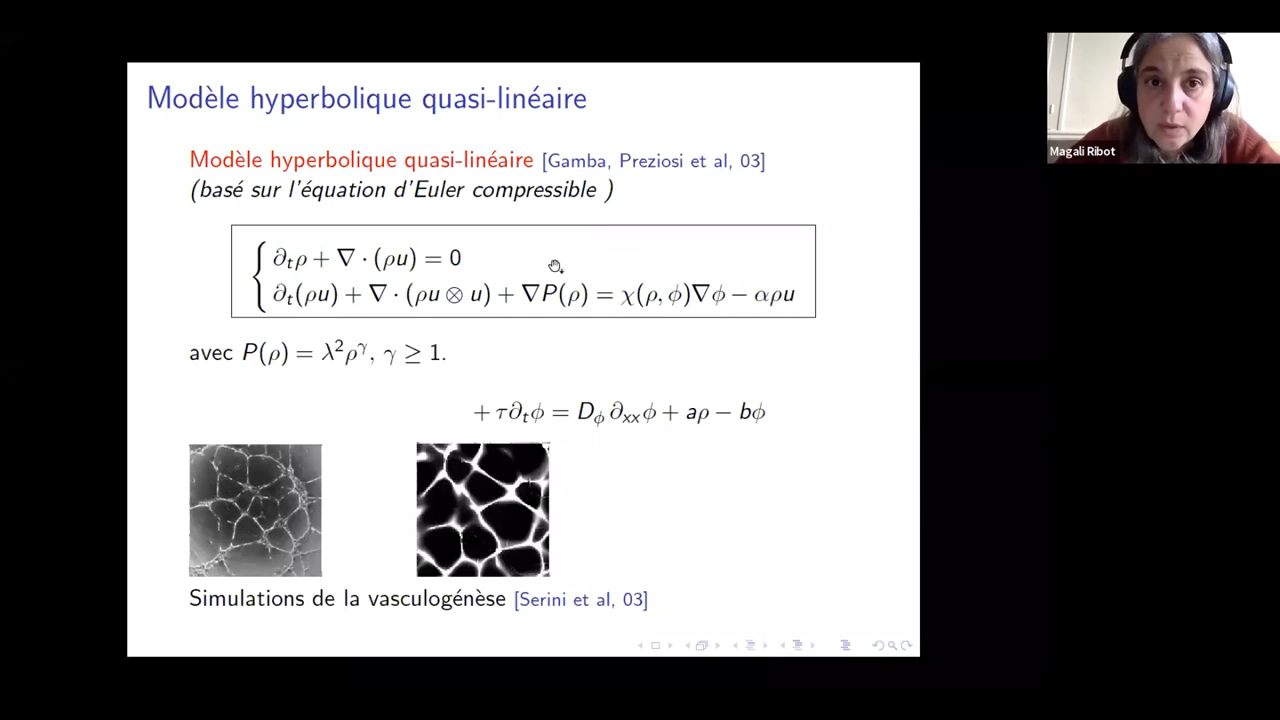 Modèle hyperbolique quasi-linéaire
Modèle hyperbolique quasi-linéaire [Gamba, Preziosi et al, 03]
(basé sur l'équation d'Euler compressible )
∂ₜρ + ∇ · (ρu) = 0
∂ₜ(ρu) + ∇ · (ρu ⊗ u) + ∇P(ρ) = χ(ρ, ϕ)∇ϕ − αρu
avec P(ρ) = λ²ρᵞ, γ ≥ 1.
+ τ∂ₜϕ = D_ϕ ∂ₓₓϕ + aρ − bϕ
Simulations de la vasculogénèse [Serini et al, 03]
Magali Ribot